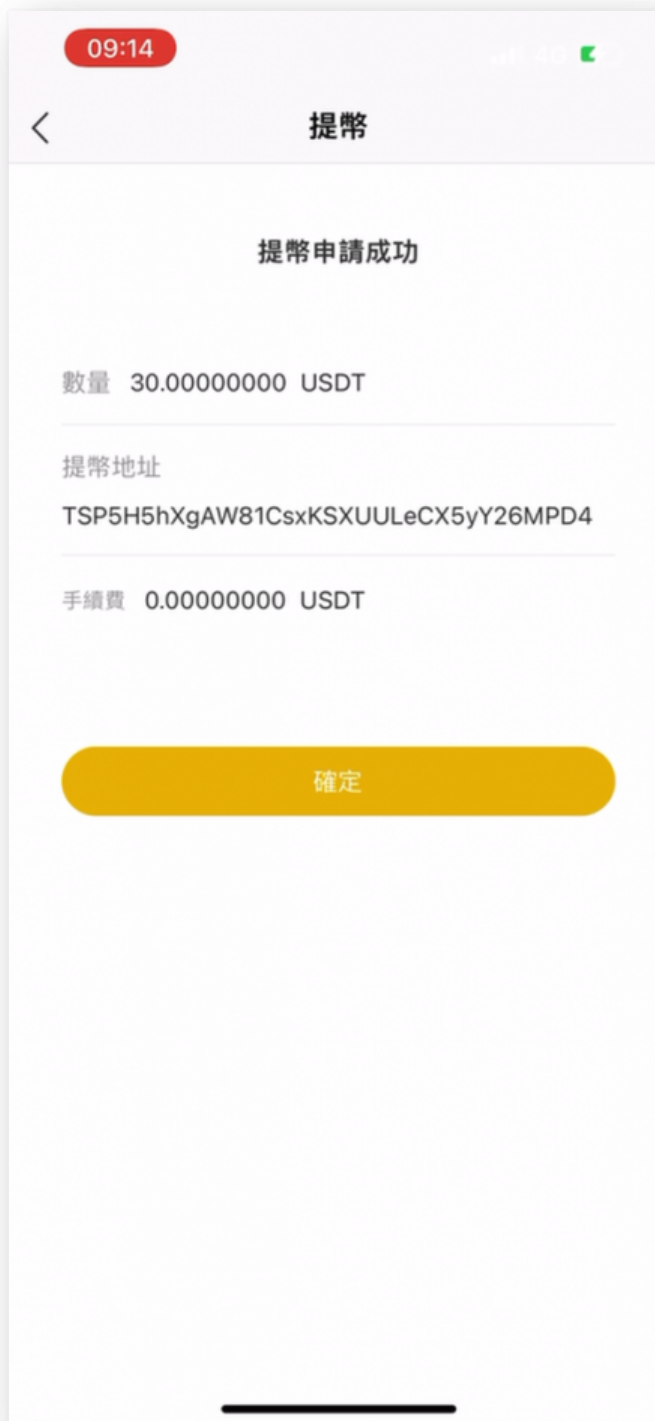 09:14
4G
提幣
提幣申請成功
數量 30.00000000 USDT
提幣地址
TSP5H5hXgAW81CsxKSXUULeCX5yY26MPD4
手續費 0.00000000 USDT
確定